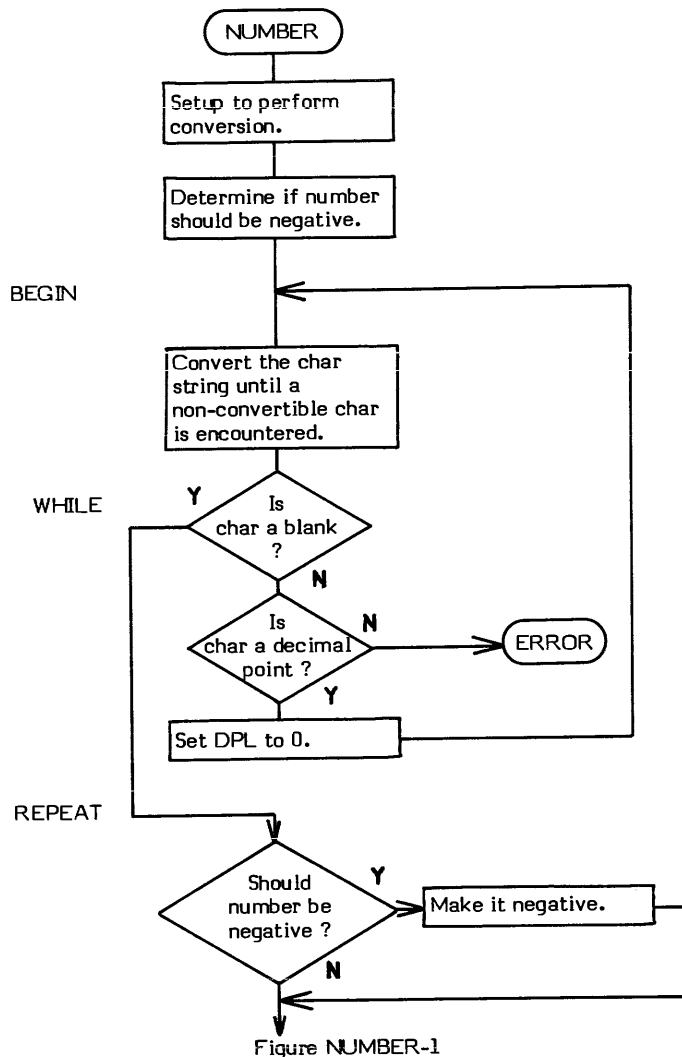 NUMBER
Setup to perform
conversion.
Determine if number
should be negative.
BEGIN
Convert the char
string until a
non-convertible char
is encountered.
WHILE
Y
Is
char a blank
?
N
Is
char a decimal
point ?
N
ERROR
Y
Set DPL to 0.
REPEAT
Should
number be
negative ?
Y
Make it negative.
N
Figure NUMBER-1